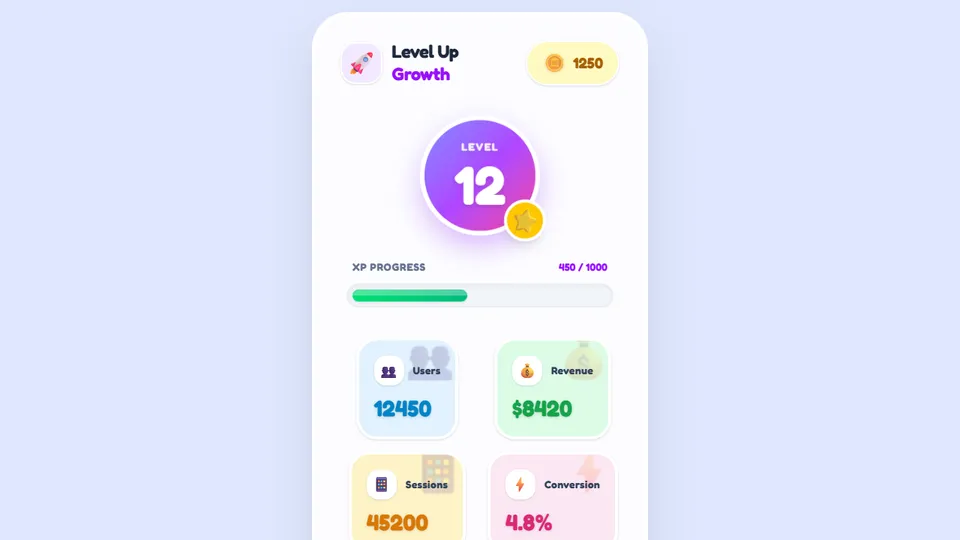 Level Up
Growth
1250
LEVEL
12
XP PROGRESS
450 / 1000
Users
12450
Revenue
$8420
Sessions
45200
Conversion
4.8%